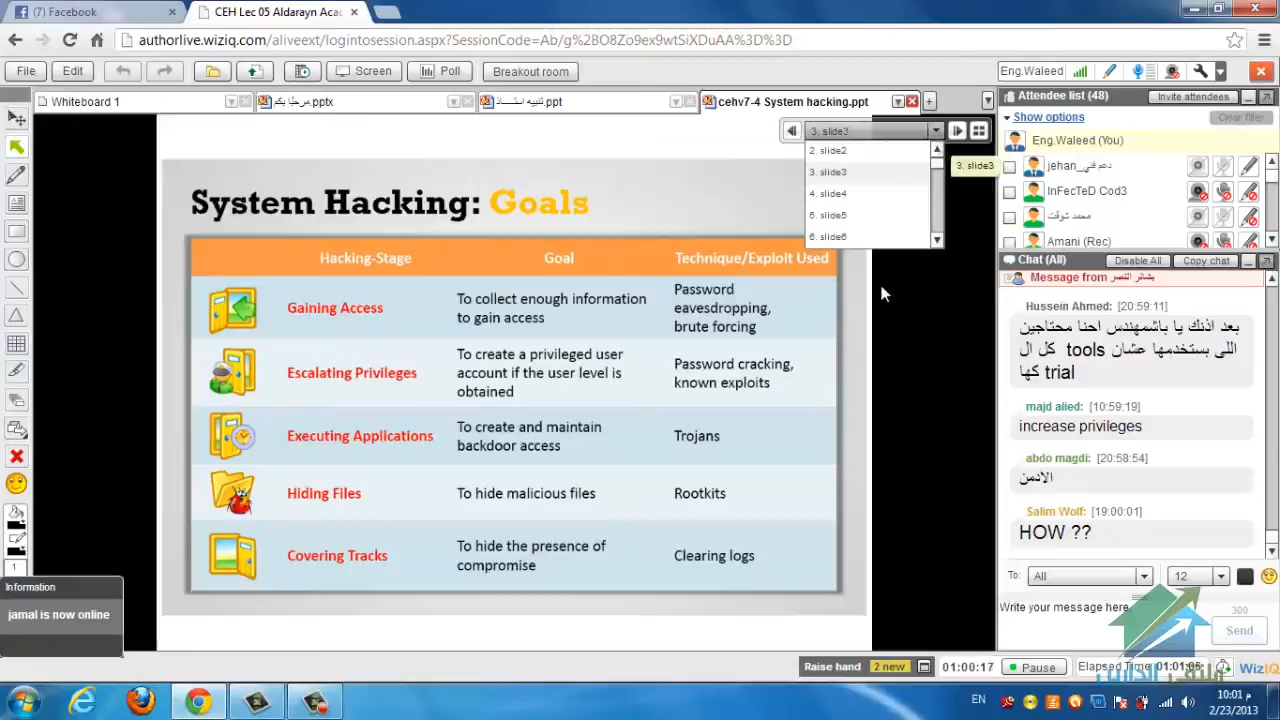 Facebook (7)
CEH Lec 05 Aldarayn Aca
authorlive.wiziq.com/aliveext/logintosession.aspx?SessionCode=Ab/g%2BO8Zo9ex9wtSiXDuAA%3D%3D
File
Edit
Screen
Poll
Breakout room
Eng.Waleed
Whiteboard 1
مرحبا بكم.pptx
تنبيه استاذ.ppt
cehv7-4 System hacking.ppt
3. slide3
2. slide2
3. slide3
4. slide4
5. slide5
6. slide6
3. slide3
System Hacking: Goals
Hacking-Stage Goal Technique/Exploit Used
Gaining Access
To collect enough information
to gain access
Password
eavesdropping,
brute forcing
Escalating Privileges
To create a privileged user
account if the user level is
obtained
Password cracking,
known exploits
Executing Applications
To create and maintain
backdoor access
Trojans
Hiding Files
To hide malicious files
Rootkits
Covering Tracks
To hide the presence of
compromise
Clearing logs
Attendee list (48)
Invite attendees
Show options
Clear filter
Eng.Waleed (You)
دعم فني_jehan
InFecTeD Cod3
محمد شوقت
Amani (Rec)
Chat (All)
Disable All
Copy chat
Message from بشائر النصر
Hussein Ahmed: [20:59:11]
بعد اذنك يا باشمهندس احنا محتاجين
كل ال tools اللى بستخدمها عشان
كها trial
majd alied: [10:59:19]
increase privileges
abdo magdi: [20:58:54]
الادمن
Salim Wolf: [19:00:01]
HOW ??
To:
All
12
Write your message here
300
Send
Information
jamal is now online
1
Raise hand
2 new
01:00:17
Pause
Elapsed Time 01:01:05
WizIQ
EN
10:01 م
2/23/2013